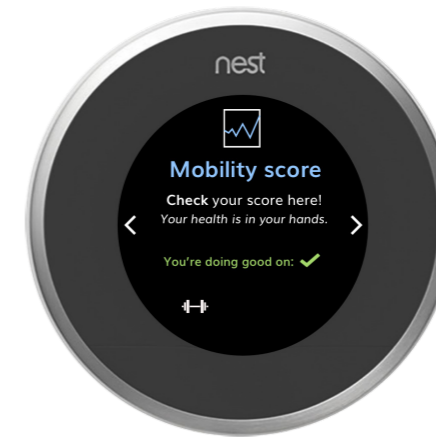 nest
Mobility score
Check your score here!
Your health is in your hands.
You're doing good on: